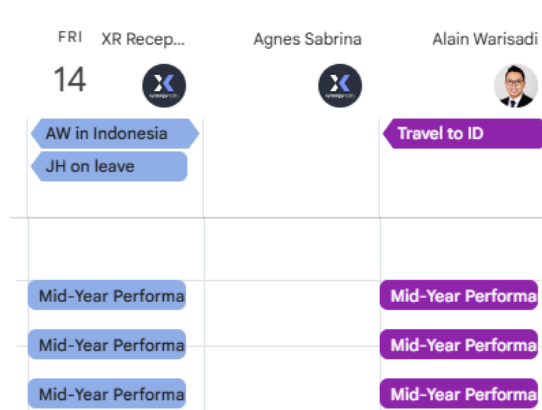 FRI XR Recep... Agnes Sabrina Alain Warisadi
14
AW in Indonesia Travel to ID
JH on leave
Mid-Year Performa Mid-Year Performa
Mid-Year Performa Mid-Year Performa
Mid-Year Performa Mid-Year Performa